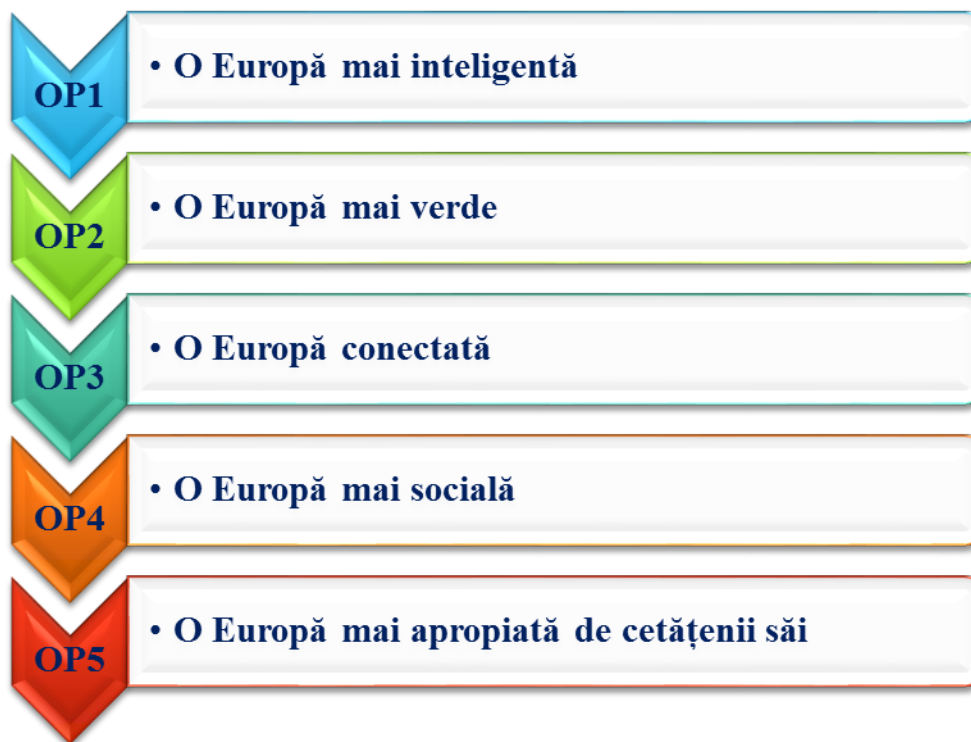 OP1
• O Europă mai inteligentă
OP2
• O Europă mai verde
OP3
• O Europă conectată
OP4
• O Europă mai socială
OP5
• O Europă mai apropiată de cetățenii săi